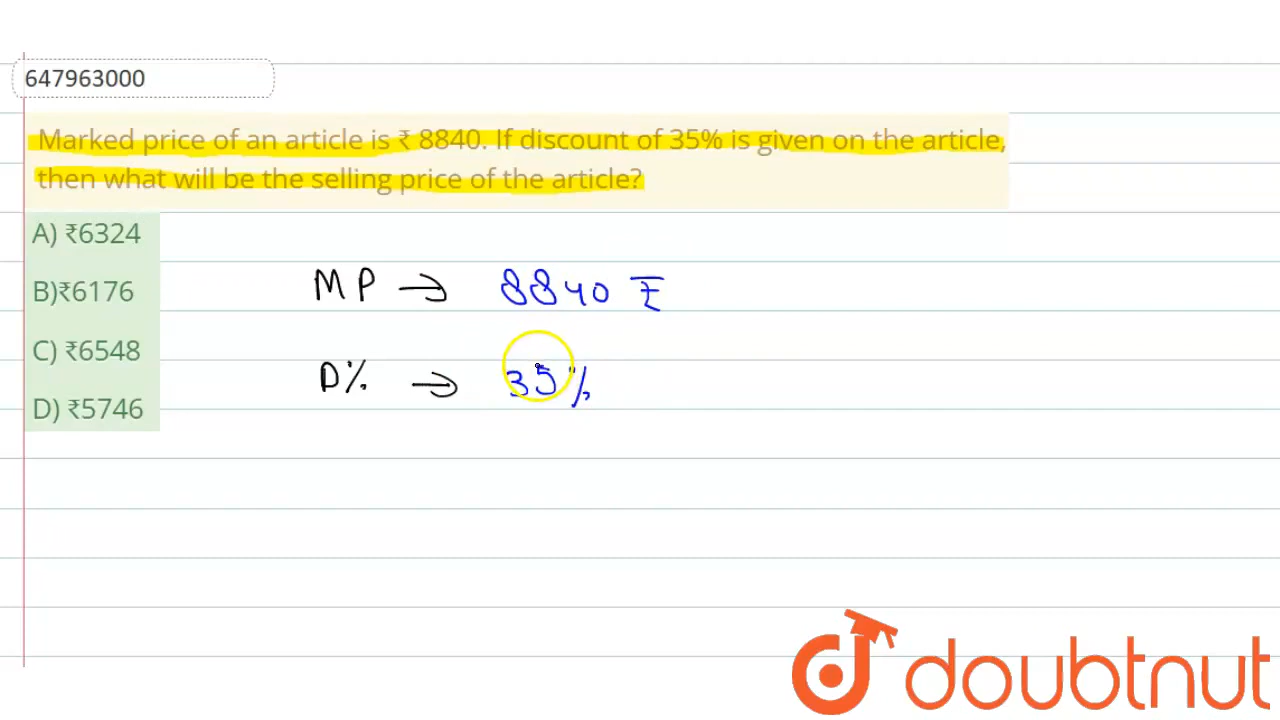 647963000
Marked price of an article is ₹ 8840. If discount of 35% is given on the article,
then what will be the selling price of the article?
A) ₹6324
B)₹6176
C) ₹6548
D) ₹5746
MP → 8840 ₹
D% → 35%
doubtnut